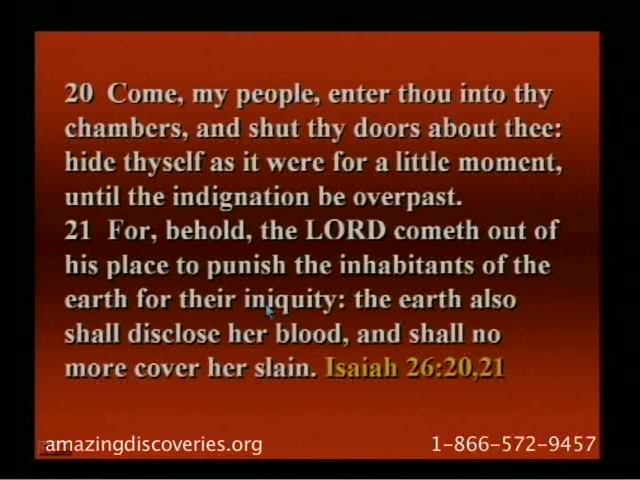 20 Come, my people, enter thou into thy
chambers, and shut thy doors about thee:
hide thyself as it were for a little moment,
until the indignation be overpast.
21 For, behold, the LORD cometh out of
his place to punish the inhabitants of the
earth for their iniquity: the earth also
shall disclose her blood, and shall no
more cover her slain. Isaiah 26:20,21
amazingdiscoveries.org 1-866-572-9457